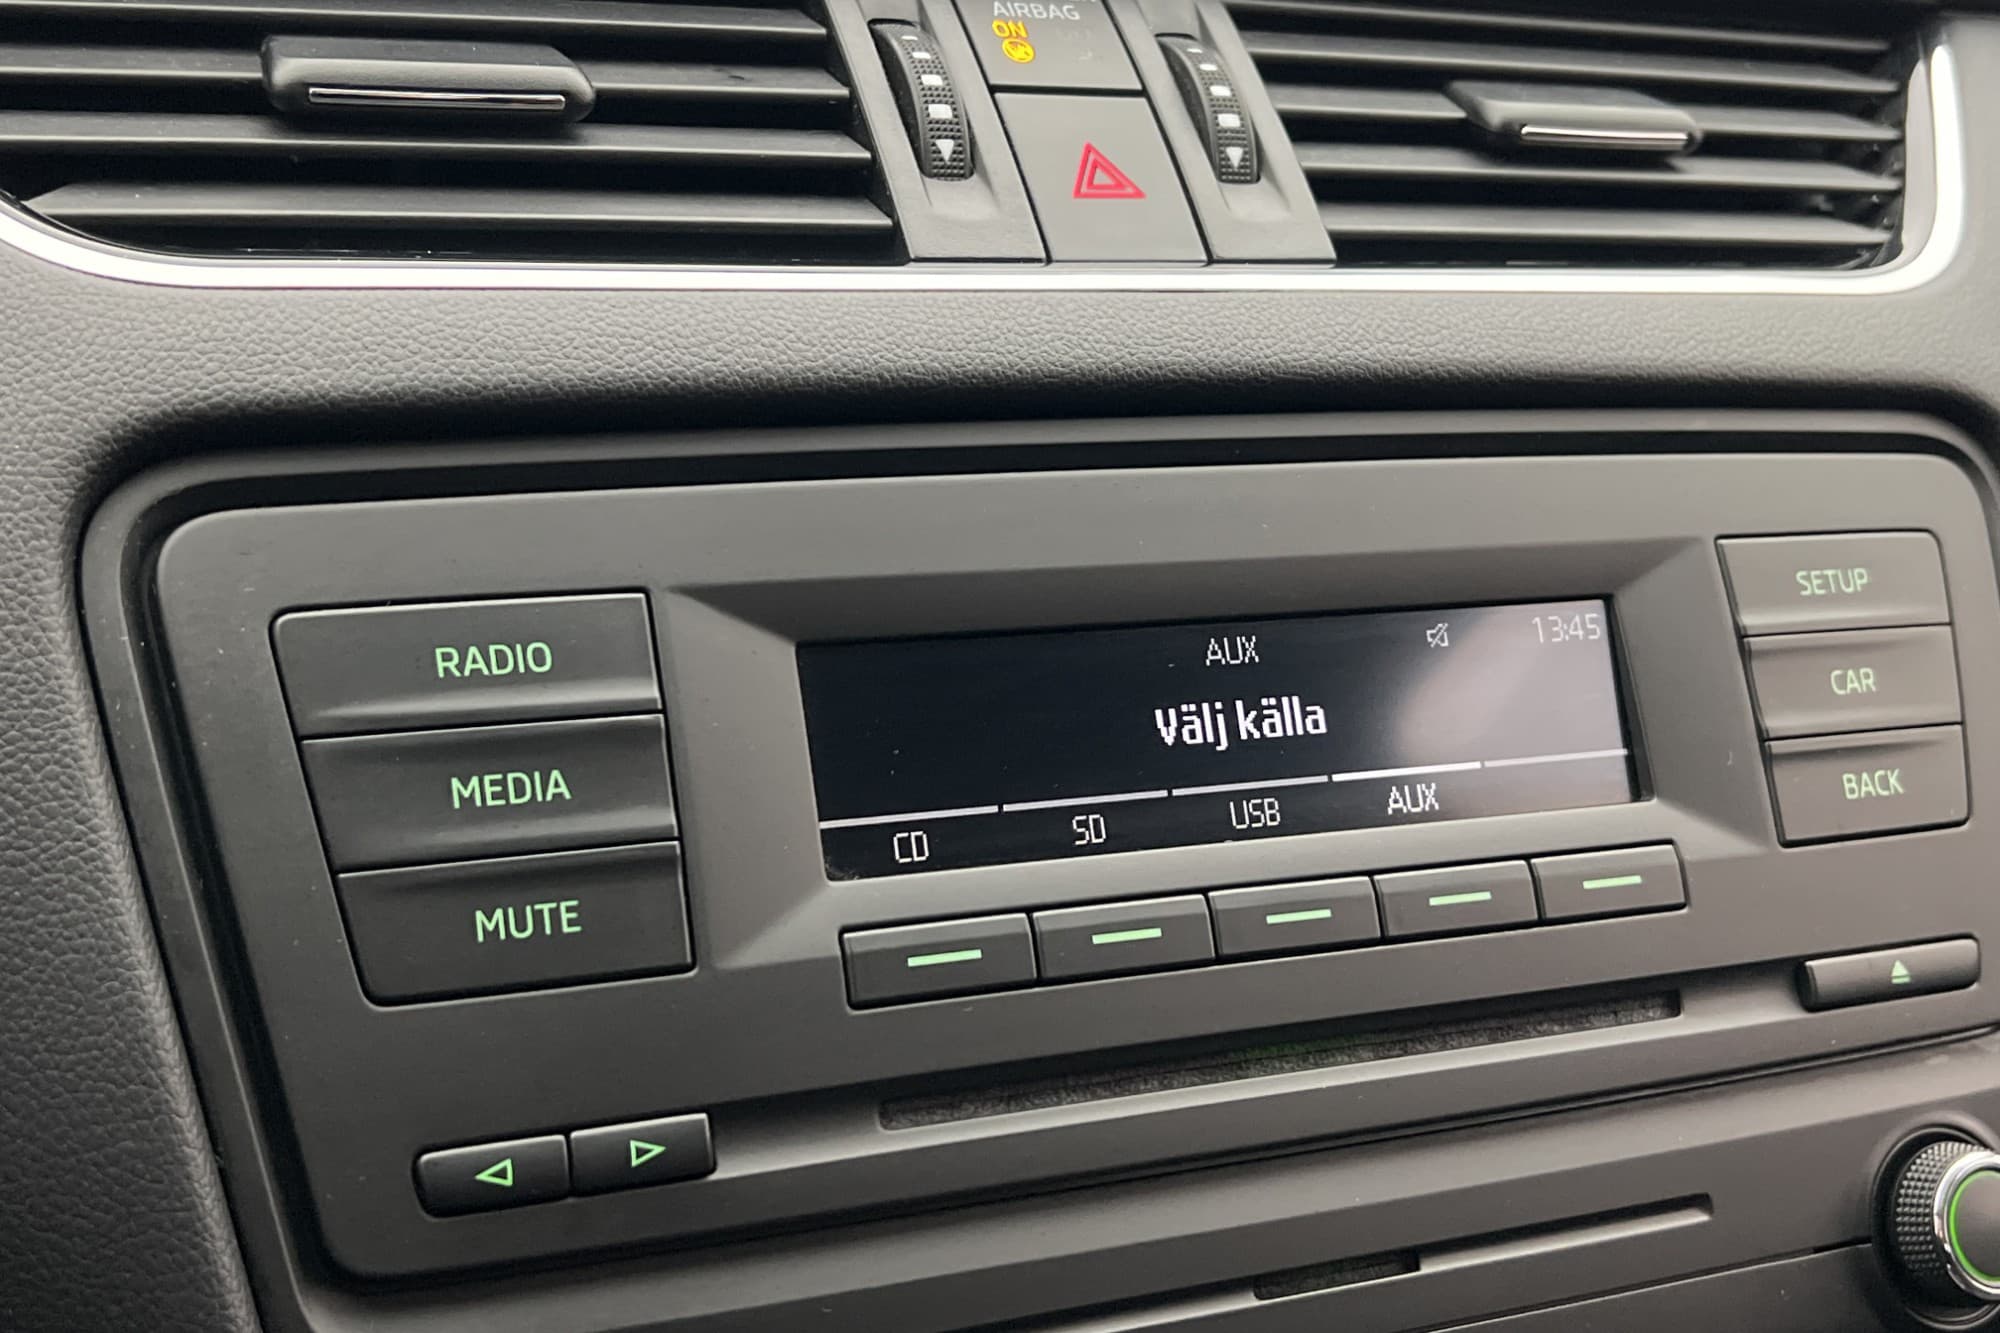 AIRBAG
ON
RADIO
MEDIA
MUTE
AUX 13:45
Välj källa
CD SD USB AUX
SETUP
CAR
BACK